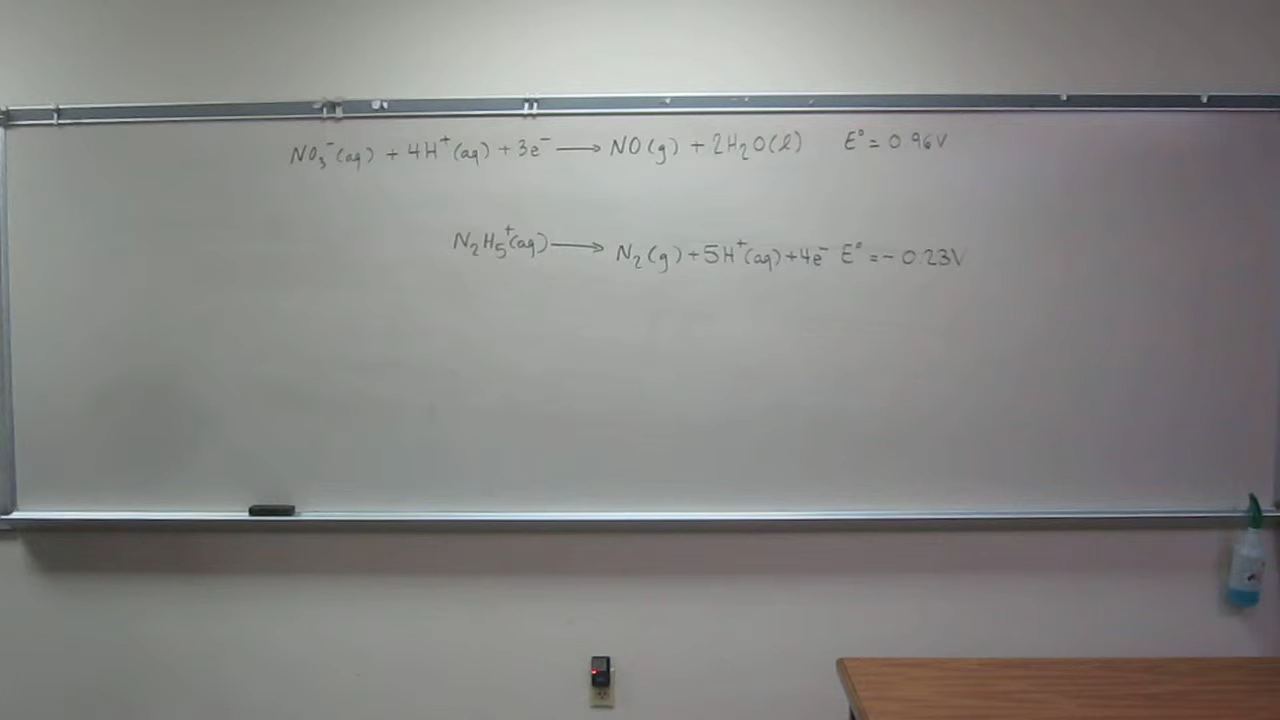 NO₃⁻(aq) + 4H⁺(aq) + 3e⁻ ⟶ NO(g) + 2H₂O(ℓ) E° = 0.96V
N₂H₅⁺(aq) ⟶ N₂(g) + 5H⁺(aq) + 4e⁻ E° = - 0.23V